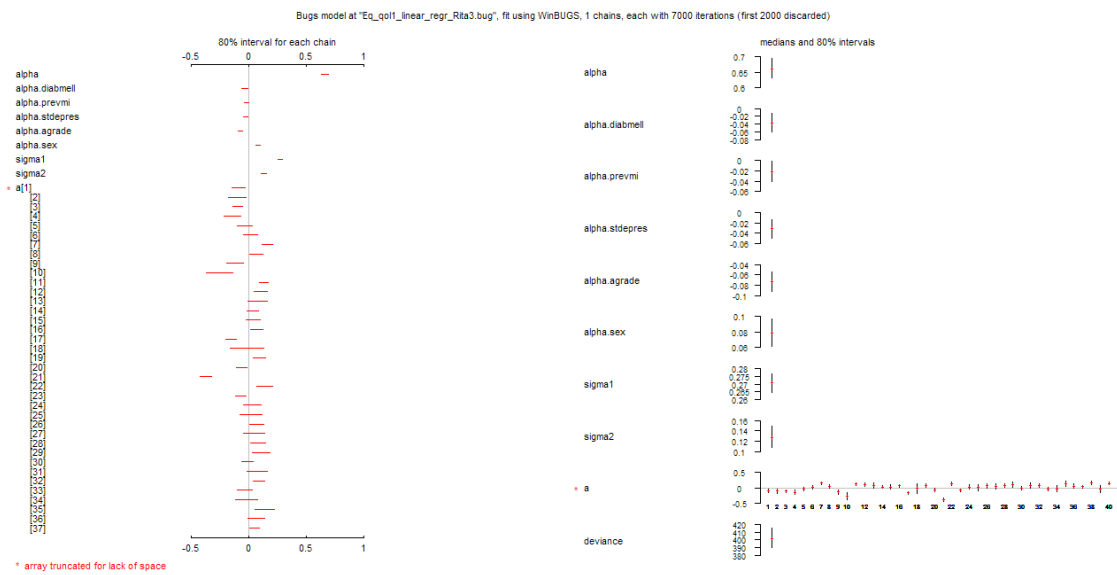 Bugs model at "Eq_qol1_linear_regr_Rita3.bug", fit using WinBUGS, 1 chains, each with 7000 iterations (first 2000 discarded)
80% interval for each chain
-0.5 0 0.5 1
alpha
alpha.diabmell
alpha.prevmi
alpha.stdepres
alpha.agrade
alpha.sex
sigma1
sigma2
* a[1]
[2]
[3]
[4]
[5]
[6]
[7]
[8]
[9]
[10]
[11]
[12]
[13]
[14]
[15]
[16]
[17]
[18]
[19]
[20]
[21]
[22]
[23]
[24]
[25]
[26]
[27]
[28]
[29]
[30]
[31]
[32]
[33]
[34]
[35]
[36]
[37]
-0.5 0 0.5 1
* array truncated for lack of space
medians and 80% intervals
alpha
0.7
0.65
0.6
alpha.diabmell
0
-0.02
-0.04
-0.06
-0.08
alpha.prevmi
0
-0.02
-0.04
-0.06
alpha.stdepres
0
-0.02
-0.04
-0.06
alpha.agrade
-0.04
-0.06
-0.08
-0.1
alpha.sex
0.1
0.08
0.06
sigma1
0.28
0.275
0.27
0.265
0.26
sigma2
0.16
0.14
0.12
0.1
* a
0.5
0
-0.5
1 2 3 4 5 6 7 8 9 10 12 14 16 18 20 22 24 26 28 30 32 34 36 38 40
deviance
420
410
400
390
380